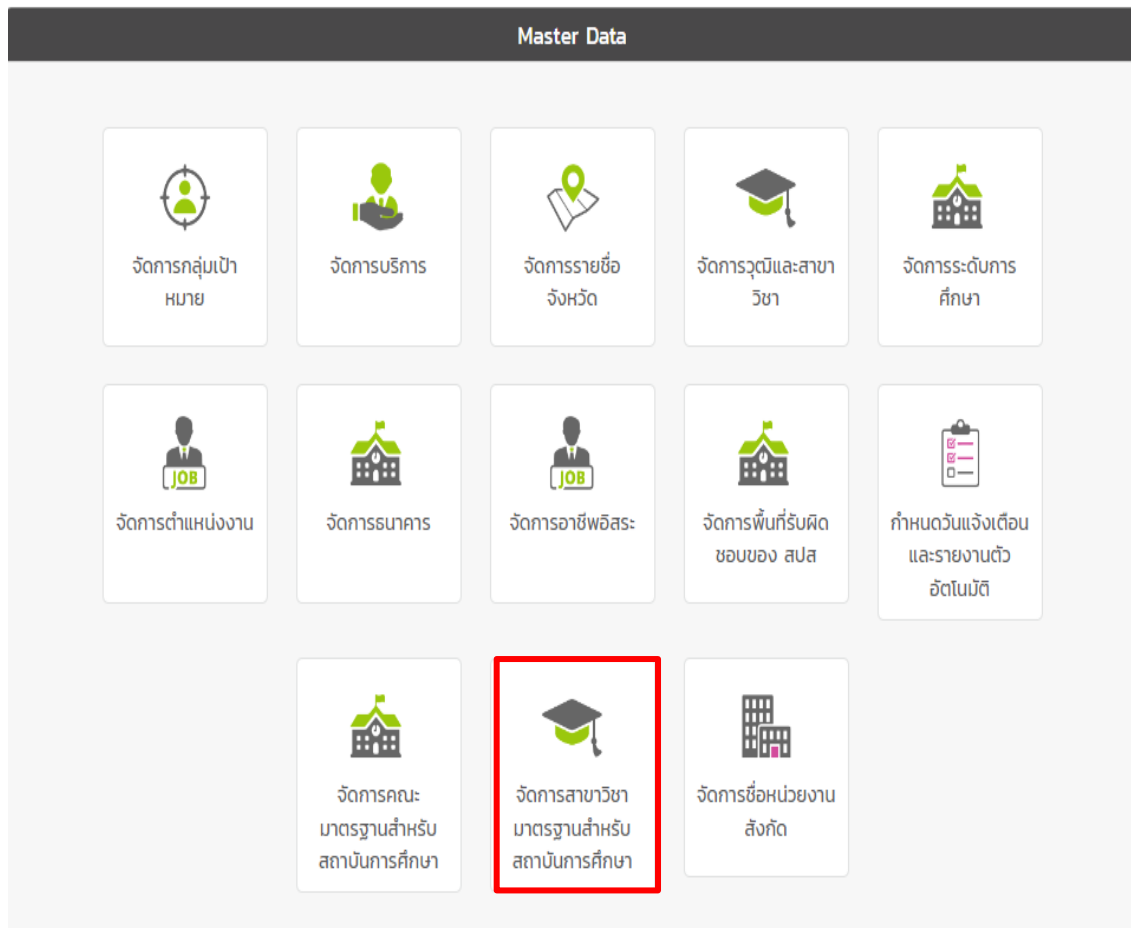 Master Data
จัดการกลุ่มเป้า
หมาย
จัดการบริการ
จัดการรายชื่อ
จังหวัด
จัดการวุฒิและสาขา
วิชา
จัดการระดับการ
ศึกษา
JOB
จัดการตำแหน่งงาน
จัดการธนาคาร
JOB
จัดการอาชีพอิสระ
จัดการพื้นที่รับผิด
ชอบของ สปส
กำหนดวันแจ้งเตือน
และรายงานตัว
อัตโนมัติ
จัดการคณะ
มาตรฐานสำหรับ
สถาบันการศึกษา
จัดการสาขาวิชา
มาตรฐานสำหรับ
สถาบันการศึกษา
จัดการชื่อหน่วยงาน
สังกัด